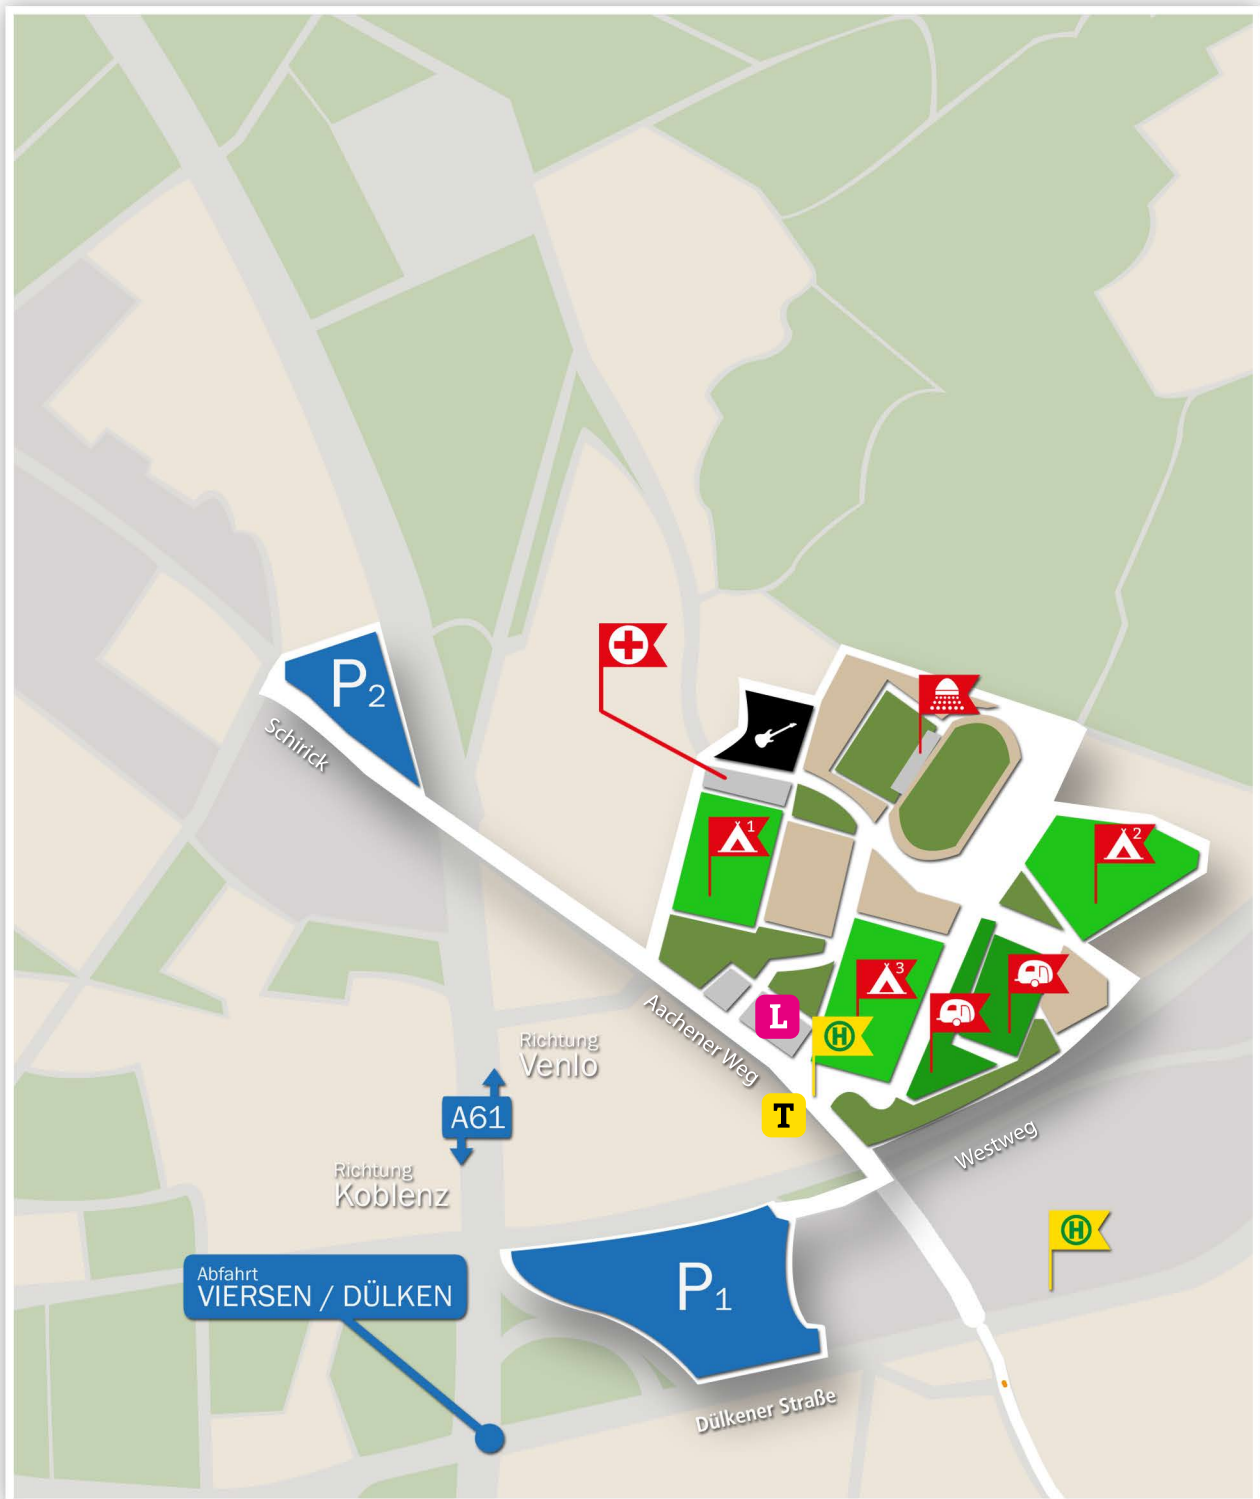 P2
Schirick
1
2
3
L
H
Aachener Weg
Richtung
Venlo
T
A61
Westweg
Richtung
Koblenz
H
Abfahrt
VIERSEN / DÜLKEN
P1
Dülkener Straße